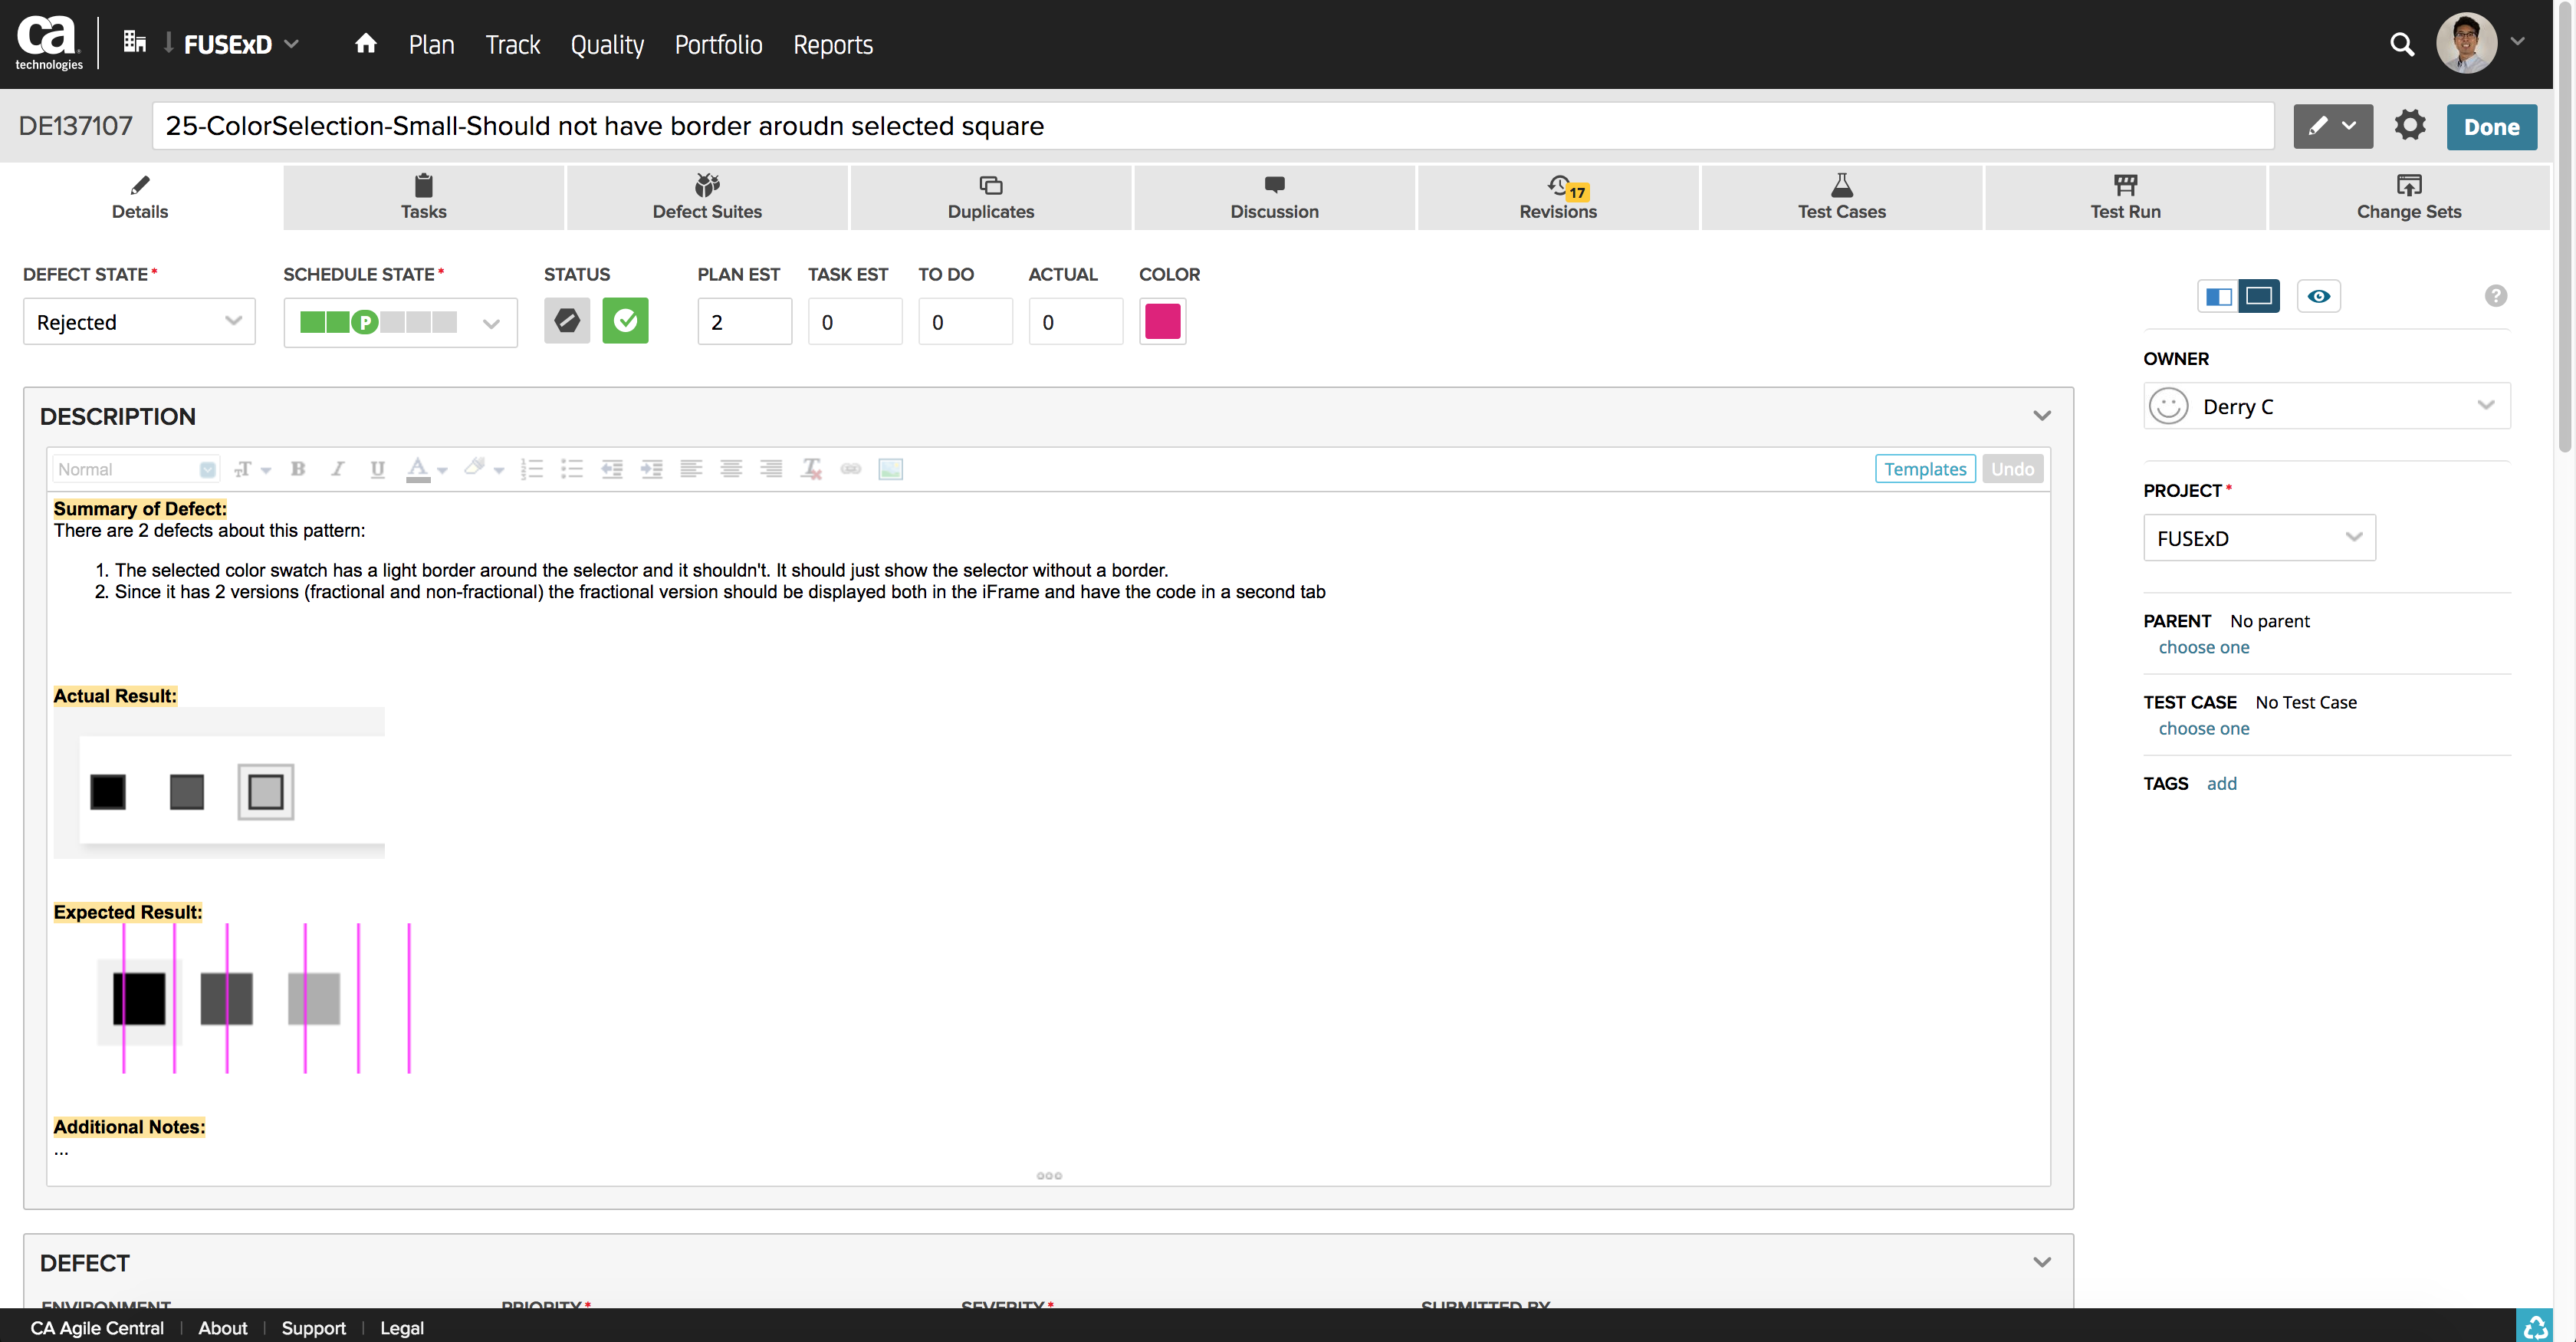 ca
technologies
FUSExD
Plan Track Quality Portfolio Reports
DE137107
25-ColorSelection-Small-Should not have border aroudn selected square
Done
Details
Tasks
Defect Suites
Duplicates
Discussion
17
Revisions
Test Cases
Test Run
Change Sets
DEFECT STATE * SCHEDULE STATE * STATUS PLAN EST TASK EST TO DO ACTUAL COLOR
Rejected P 2 0 0 0
?
DESCRIPTION
Normal T B I U A
Templates Undo
Summary of Defect:
There are 2 defects about this pattern:
1. The selected color swatch has a light border around the selector and it shouldn't. It should just show the selector without a border.
2. Since it has 2 versions (fractional and non-fractional) the fractional version should be displayed both in the iFrame and have the code in a second tab
Actual Result:
Expected Result:
Additional Notes:
...
DEFECT
ENVIRONMENT PRIORITY * SEVERITY * SUBMITTED BY
OWNER
Derry C
PROJECT *
FUSExD
PARENT No parent
choose one
TEST CASE No Test Case
choose one
TAGS add
CA Agile Central | About | Support | Legal